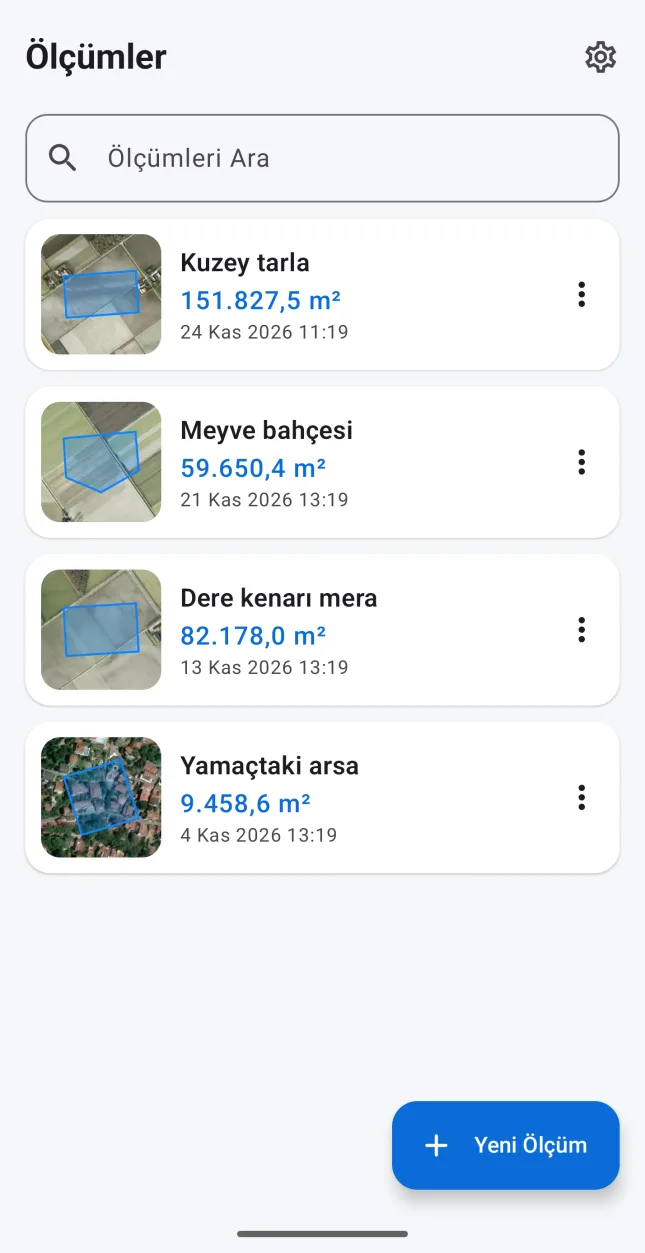 Ölçümler
Ölçümleri Ara
Kuzey tarla
151.827,5 m²
24 Kas 2026 11:19
Meyve bahçesi
59.650,4 m²
21 Kas 2026 13:19
Dere kenarı mera
82.178,0 m²
13 Kas 2026 13:19
Yamaçtaki arsa
9.458,6 m²
4 Kas 2026 13:19
Yeni Ölçüm